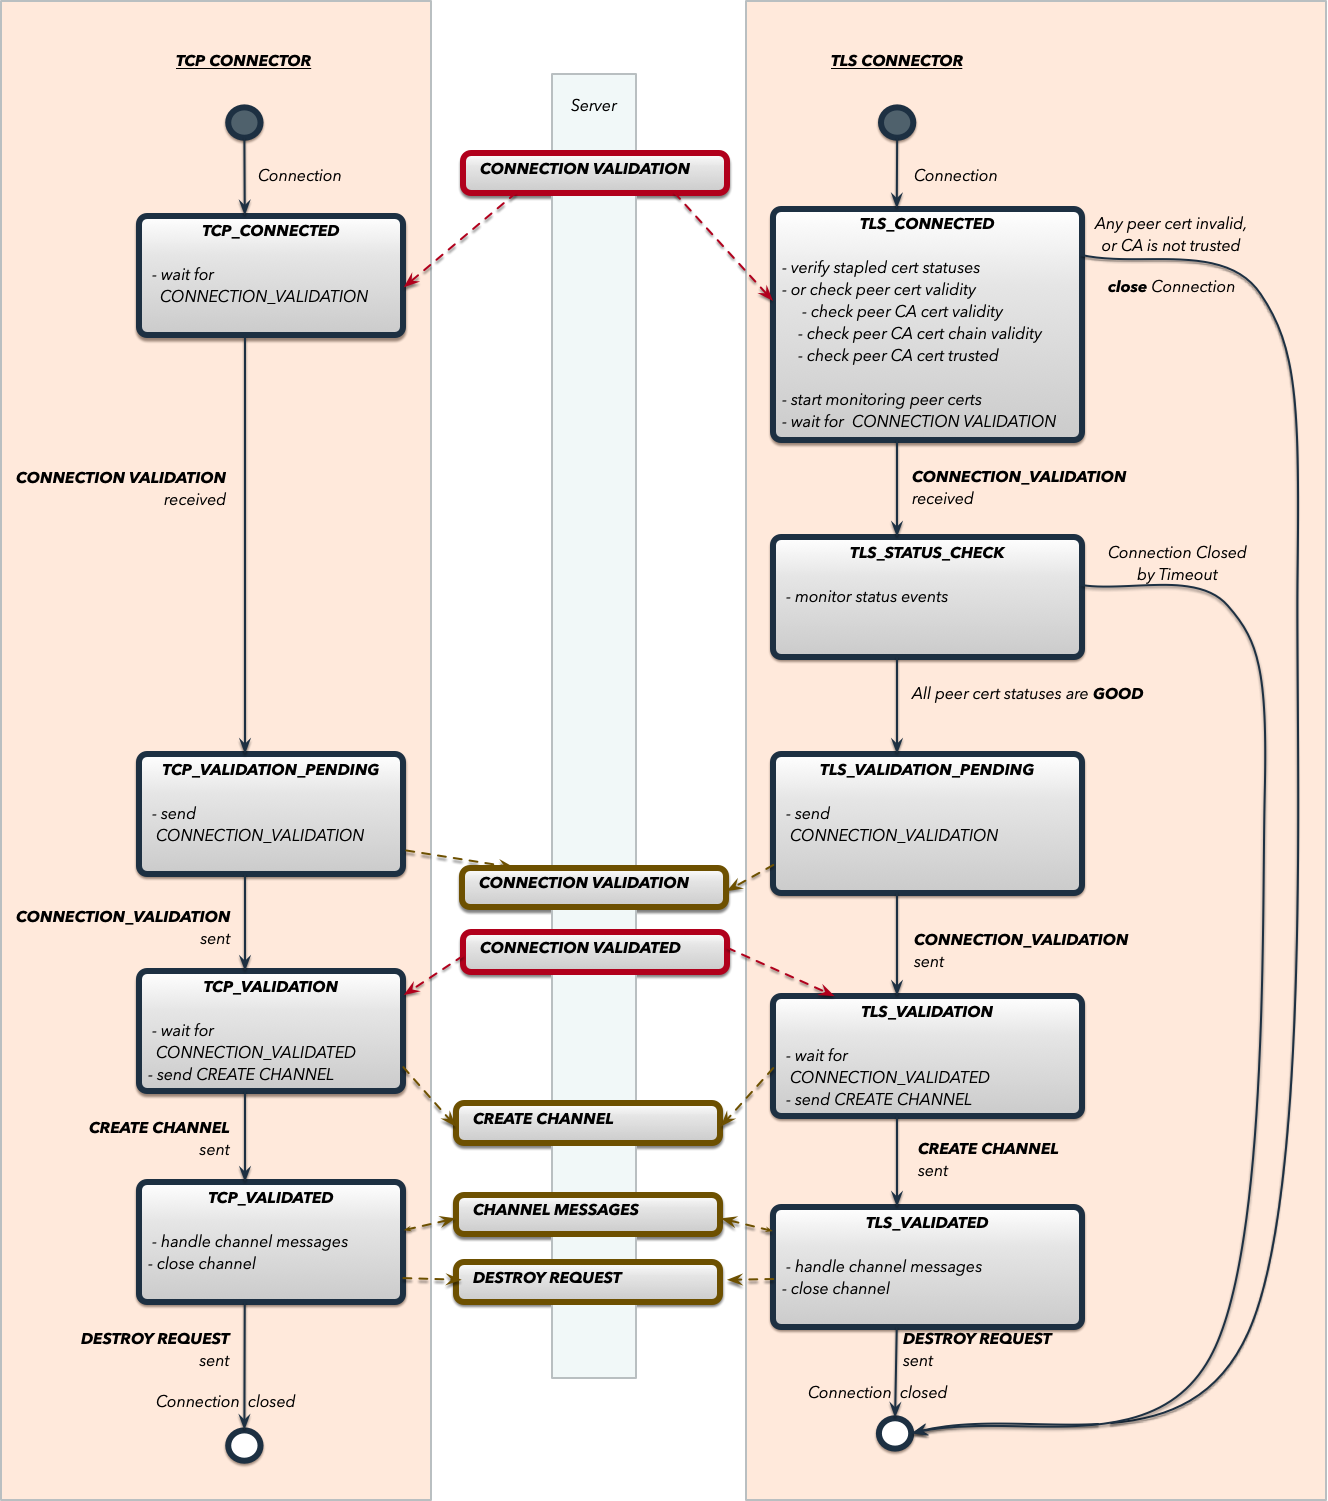 TCP CONNECTOR
Connection
TCP_CONNECTED
- wait for
CONNECTION_VALIDATION
CONNECTION VALIDATION
received
TCP_VALIDATION_PENDING
- send
CONNECTION_VALIDATION
CONNECTION_VALIDATION
sent
TCP_VALIDATION
- wait for
CONNECTION_VALIDATED
- send CREATE CHANNEL
CREATE CHANNEL
sent
TCP_VALIDATED
- handle channel messages
- close channel
DESTROY REQUEST
sent
Connection closed
Server
CONNECTION VALIDATION
CONNECTION VALIDATION
CONNECTION VALIDATED
CREATE CHANNEL
CHANNEL MESSAGES
DESTROY REQUEST
TLS CONNECTOR
Connection
TLS_CONNECTED
- verify stapled cert statuses
- or check peer cert validity
- check peer CA cert validity
- check peer CA cert chain validity
- check peer CA cert trusted
- start monitoring peer certs
- wait for CONNECTION VALIDATION
Any peer cert invalid,
or CA is not trusted
close Connection
CONNECTION_VALIDATION
received
TLS_STATUS_CHECK
- monitor status events
Connection Closed
by Timeout
All peer cert statuses are GOOD
TLS_VALIDATION_PENDING
- send
CONNECTION_VALIDATION
CONNECTION_VALIDATION
sent
TLS_VALIDATION
- wait for
CONNECTION_VALIDATED
- send CREATE CHANNEL
CREATE CHANNEL
sent
TLS_VALIDATED
- handle channel messages
- close channel
DESTROY REQUEST
sent
Connection closed